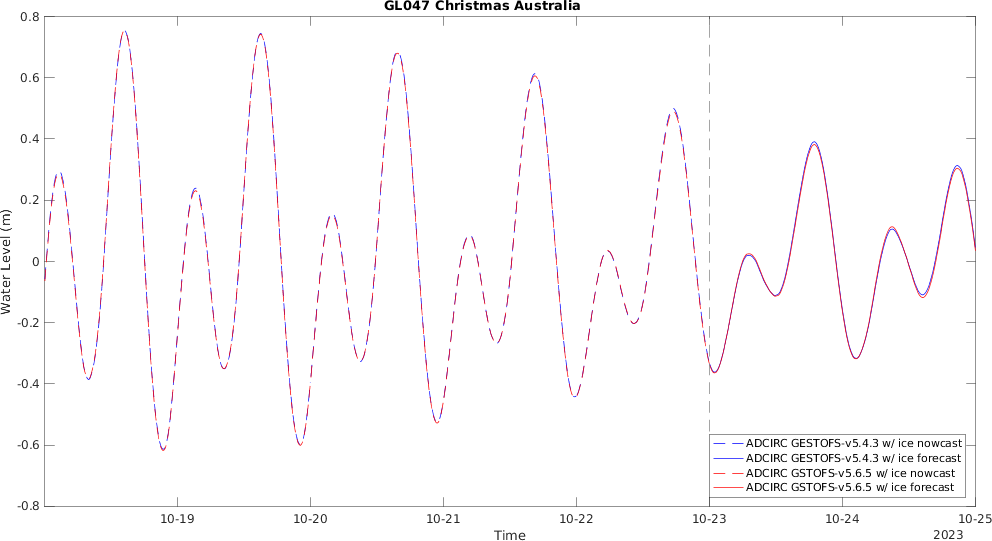 GL047 Christmas Australia
0.8
0.6
0.4
0.2
0
-0.2
-0.4
-0.6
-0.8
Water Level (m)
ADCIRC GESTOFS-v5.4.3 w/ ice nowcast
ADCIRC GESTOFS-v5.4.3 w/ ice forecast
ADCIRC GSTOFS-v5.6.5 w/ ice nowcast
ADCIRC GSTOFS-v5.6.5 w/ ice forecast
10-19 10-20 10-21 10-22 10-23 10-24 10-25
Time
2023